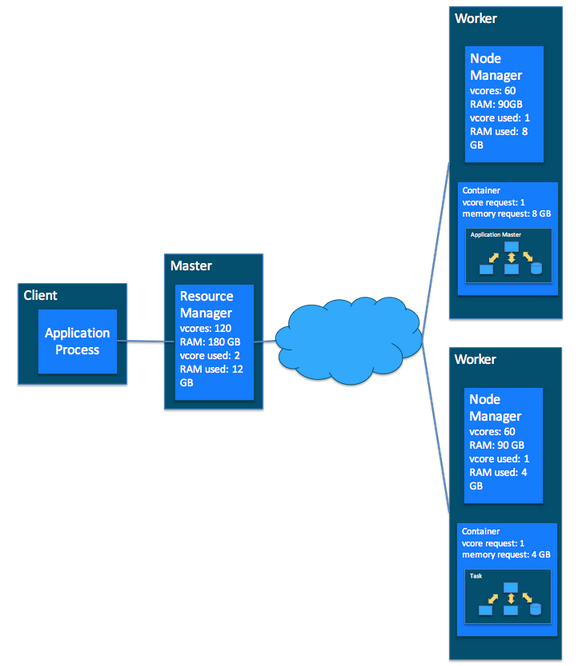 Client
Application
Process
Master
Resource
Manager
vcores: 120
RAM: 180 GB
vcore used: 2
RAM used: 12
GB
Worker
Node
Manager
vcores: 60
RAM: 90GB
vcore used: 1
RAM used: 8
GB
Container
vcore request: 1
memory request: 8 GB
Application Master
Worker
Node
Manager
vcores: 60
RAM: 90 GB
vcore used: 1
RAM used: 4
GB
Container
vcore request: 1
memory request: 4 GB
Task